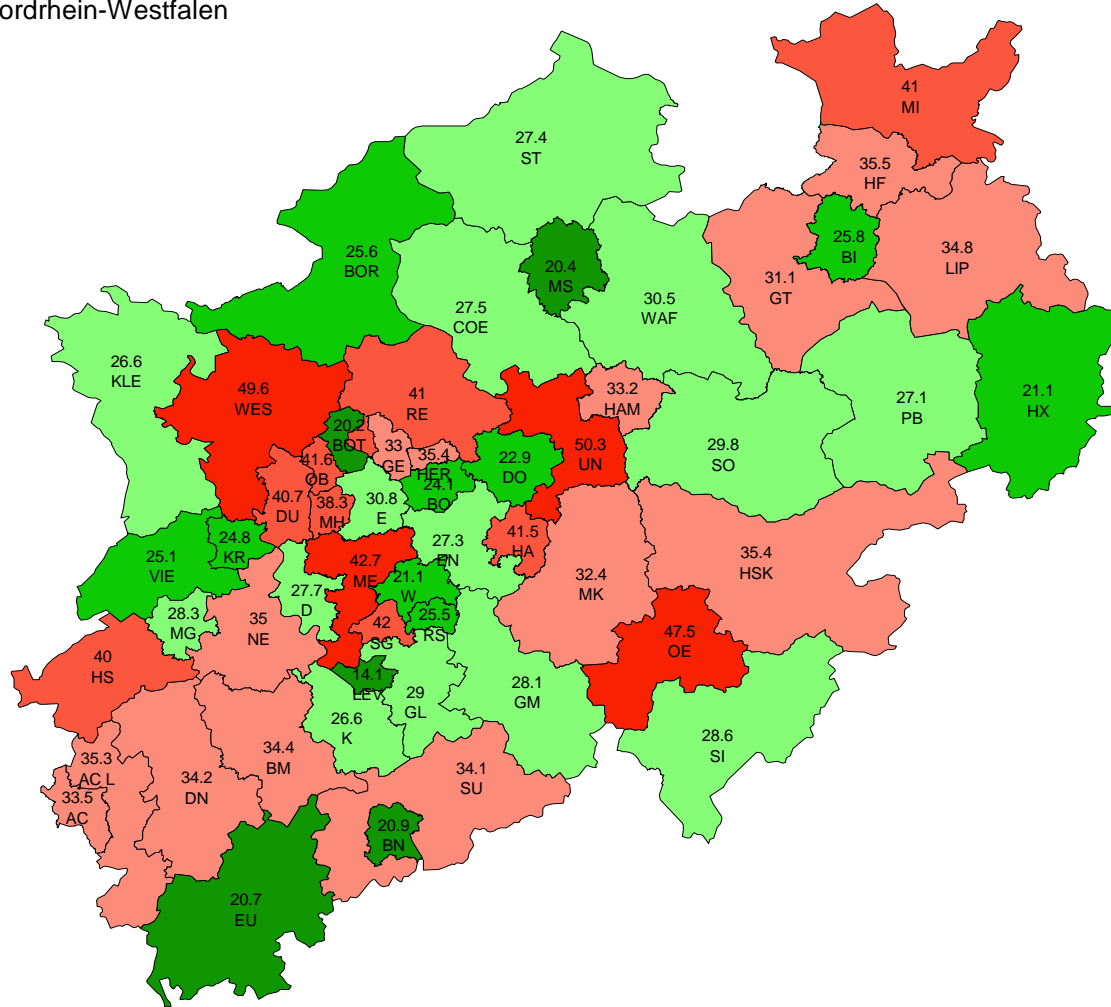 ordrhein-Westfalen
41
MI
27.4
ST
35.5
HF
25.8
BI
34.8
LIP
25.6
BOR
20.4
MS
31.1
GT
27.5
COE
30.5
WAF
26.6
KLE
49.6
WES
41
RE
33.2
HAM
27.1
PB
21.1
HX
20.2
BOT
33
GE
35.4
HER
22.9
DO
50.3
UN
29.8
SO
41.6
OB
24.1
BO
40.7
DU
38.3
MH
30.8
E
24.8
KR
25.1
VIE
42.7
ME
27.3
EN
41.5
HA
35.4
HSK
32.4
MK
27.7
D
21.1
W
28.3
MG
35
NE
42
SG
25.5
RS
47.5
OE
40
HS
14.1
LEV
29
GL
28.1
GM
26.6
K
28.6
SI
34.4
BM
34.1
SU
35.3
AC L
34.2
DN
33.5
AC
20.9
BN
20.7
EU